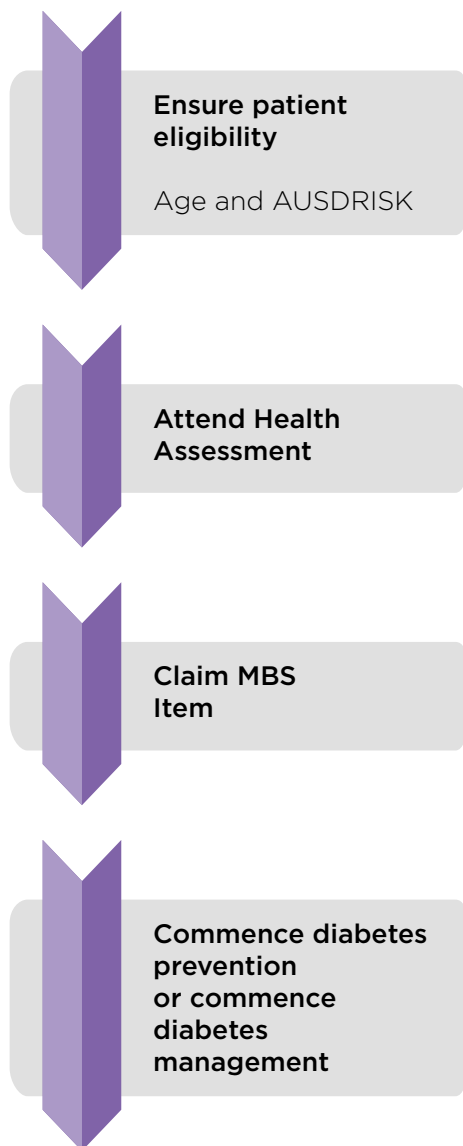 Ensure patient
eligibility
Age and AUSDRISK
Attend Health
Assessment
Claim MBS
Item
Commence diabetes
prevention
or commence
diabetes
management